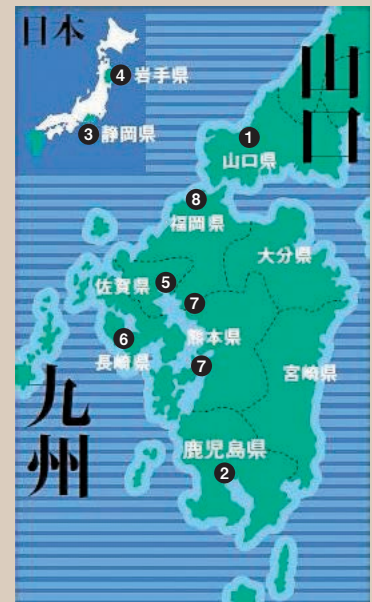 日本
④ 岩手県
③ 静岡県
山口
①
山口県
⑧
福岡県
大分県
佐賀県 ⑤
⑦
⑥
長崎県
熊本県
⑦
宮崎県
九州
鹿児島県
②